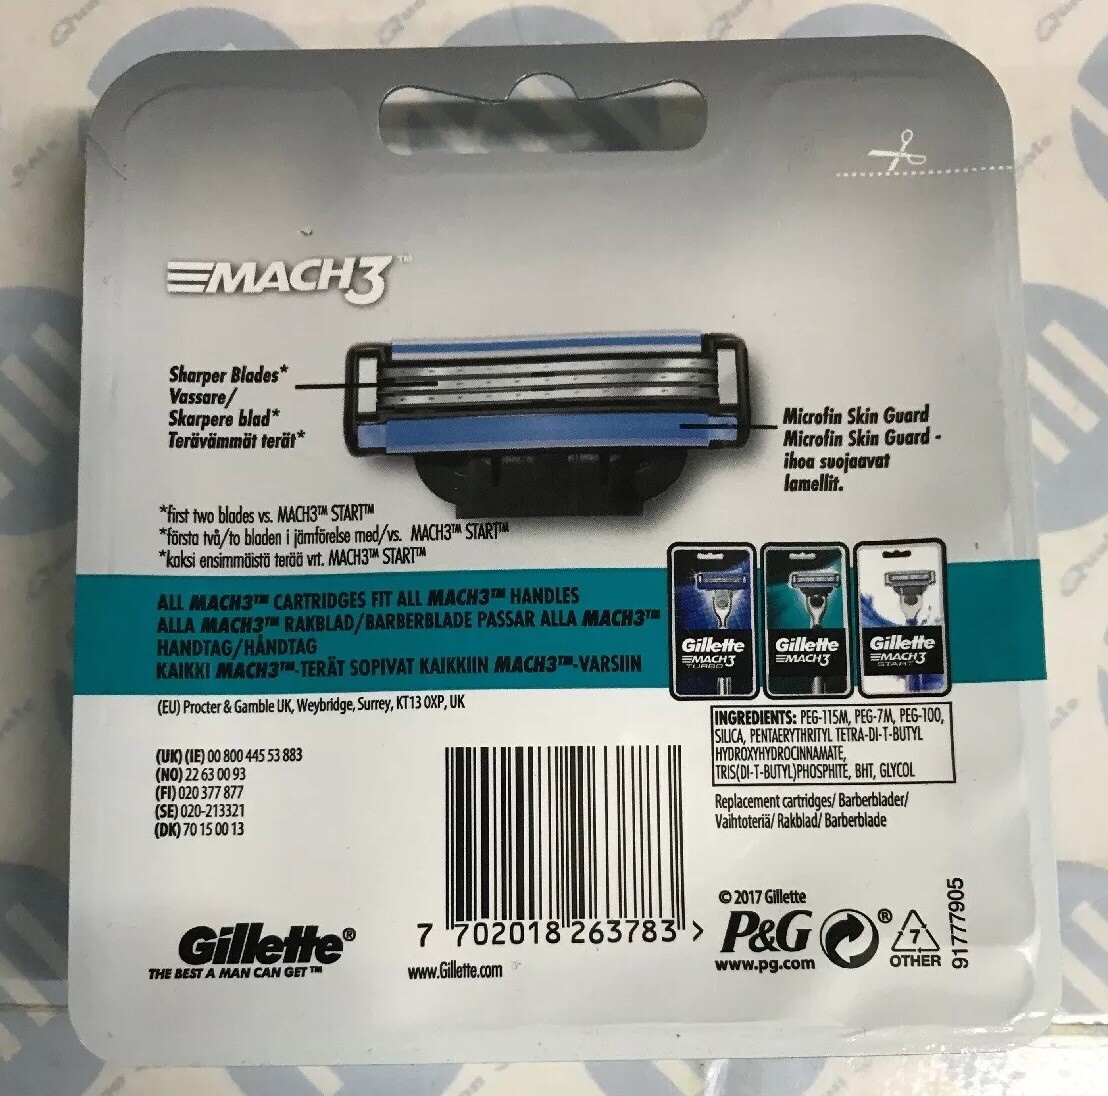 MACH3™
Sharper Blades*
Vassare/
Skarpere blad*
Terävämmät terät*
Microfin Skin Guard
Microfin Skin Guard -
ihoa suojaavat
lamellit.
*first two blades vs. MACH3™ START™
*första två/to bladen i jämförelse med/vs. MACH3™ START™
*kaksi ensimmäistä terää vrt. MACH3™ START™
ALL MACH3™ CARTRIDGES FIT ALL MACH3™ HANDLES
ALLA MACH3™ RAKBLAD/BARBERBLADE PASSAR ALLA MACH3™
HANDTAG/HÅNDTAG
KAIKKI MACH3™-TERÄT SOPIVAT KAIKKIIN MACH3™-VARSIIN
Gillette
MACH3
TURBO
Gillette
MACH3
Gillette
MACH3
START
(EU) Procter & Gamble UK, Weybridge, Surrey, KT13 0XP, UK
(UK) (IE) 00 800 445 53 883
(NO) 22 63 00 93
(FI) 020 377 877
(SE) 020-213321
(DK) 70 15 00 13
INGREDIENTS: PEG-115M, PEG-7M, PEG-100,
SILICA, PENTAERYTHRITYL TETRA-DI-T-BUTYL
HYDROXYHYDROCINNAMATE,
TRIS(DI-T-BUTYL)PHOSPHITE, BHT, GLYCOL
Replacement cartridges/ Barberblader/
Vaihtoteriä/ Rakblad/ Barberblade
7 702018 263783 >
www.Gillette.com
Gillette®
THE BEST A MAN CAN GET™
© 2017 Gillette
P&G
www.pg.com
®
7
OTHER
91777905